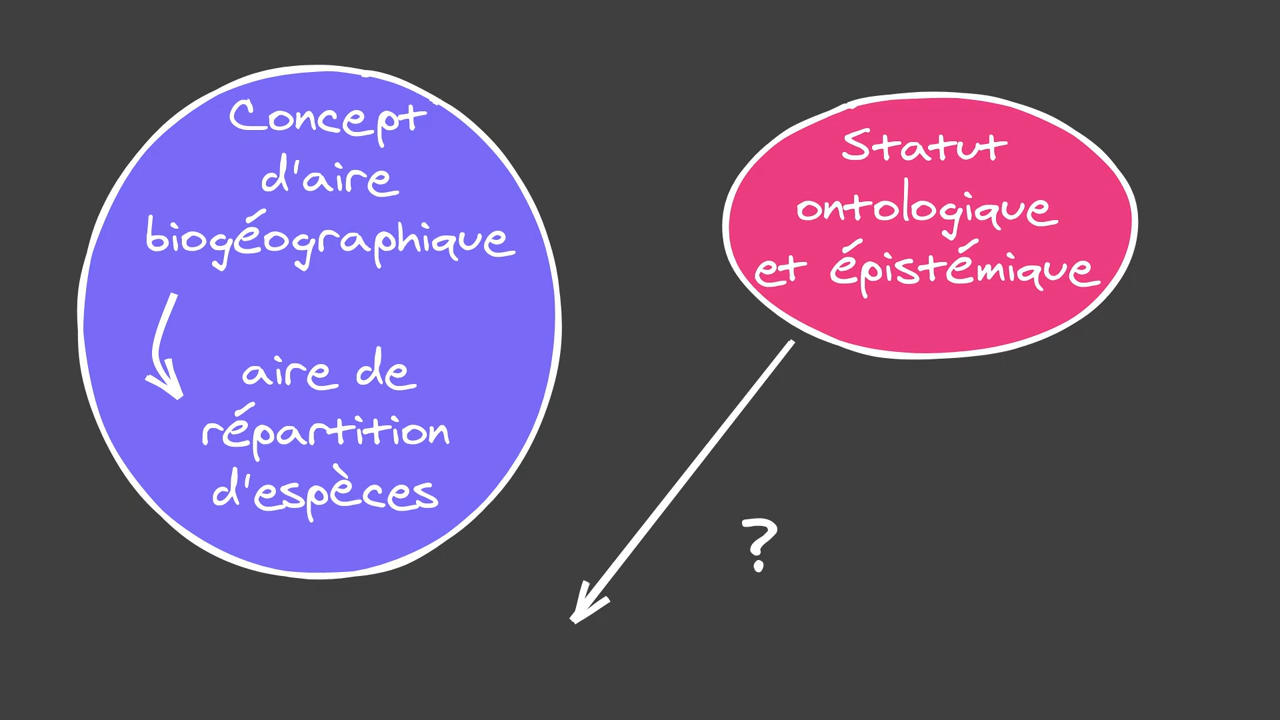 Concept
d'aire
biogéographique
aire de
répartition
d'espèces
Statut
ontologique
et épistémique
?